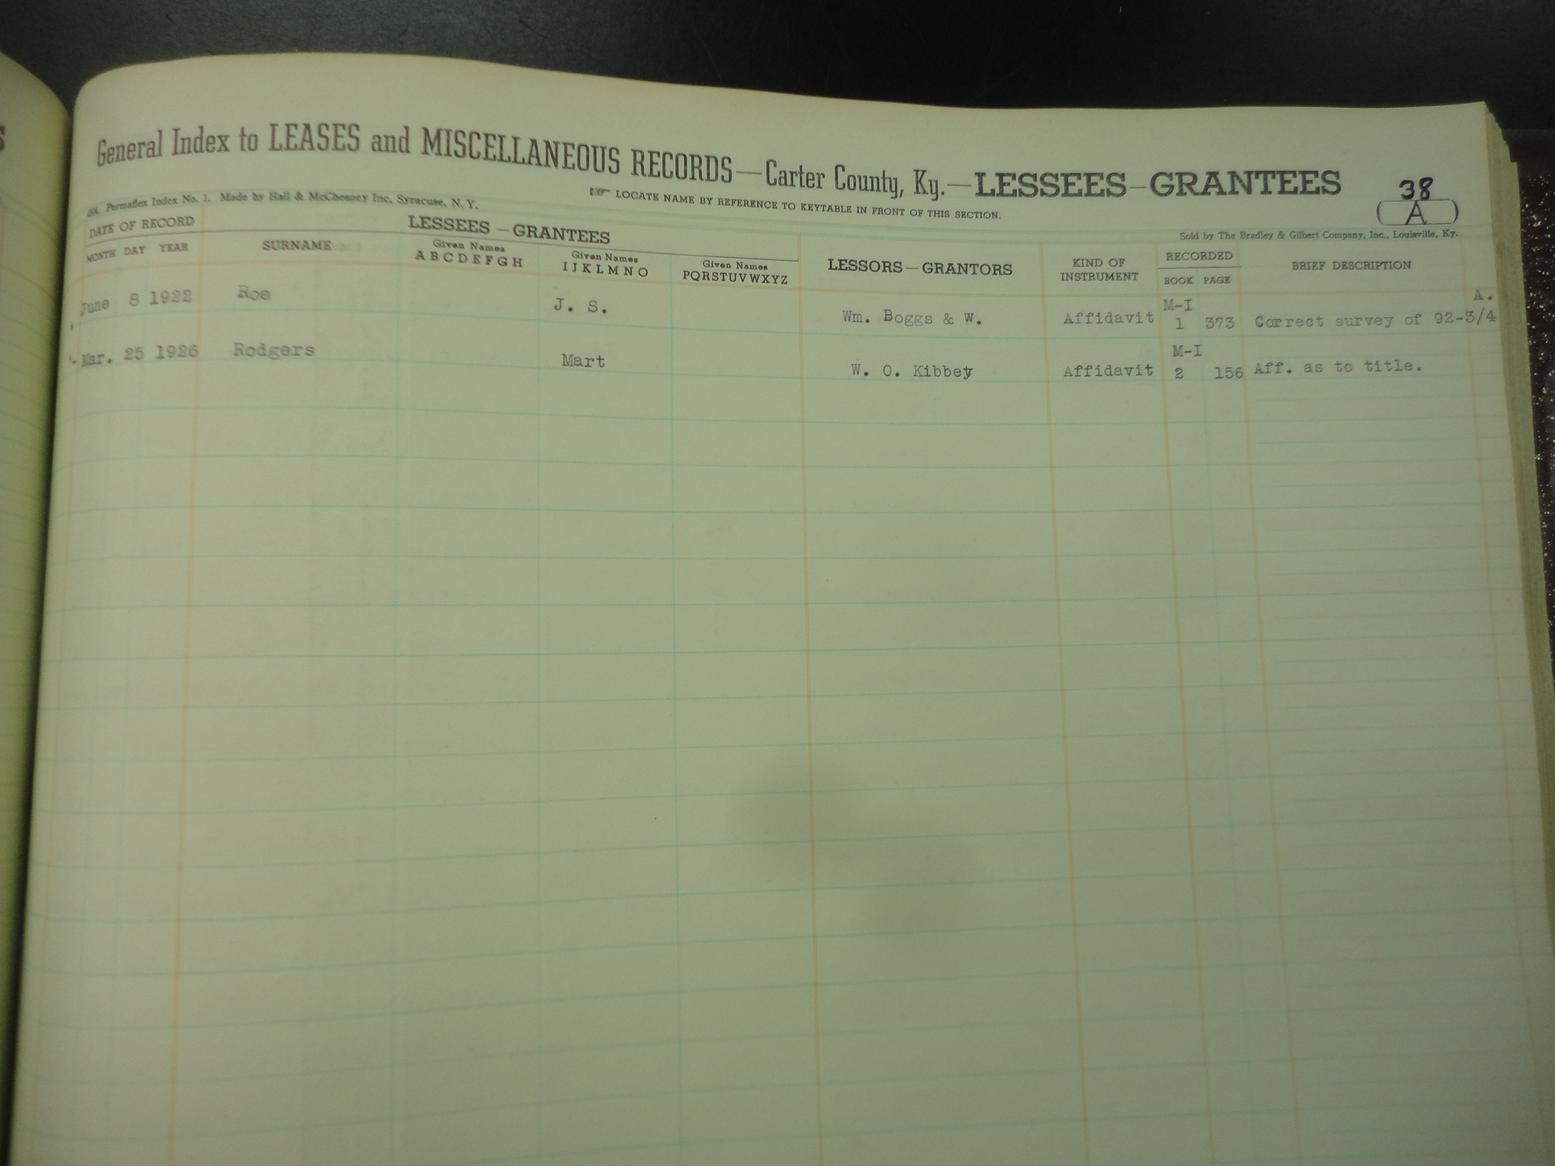 General Index to LEASES and MISCELLANEOUS RECORDS—Carter County, Ky.—LESSEES—GRANTEES
38
A
Permaflex Index No. 1. Made by Hall & McChesney Inc. Syracuse, N. Y.
☞ LOCATE NAME BY REFERENCE TO KEYTABLE IN FRONT OF THIS SECTION.
Sold by The Bradley & Gilbert Company, Inc., Louisville, Ky.
DATE OF RECORD LESSEES—GRANTEES LESSORS—GRANTORS KIND OF INSTRUMENT RECORDED BRIEF DESCRIPTION
MONTH DAY YEAR SURNAME Given Names ABCDEFGH Given Names IJKLMNO Given Names PQRSTUVWXYZ BOOK PAGE
M-I A.
June 8 1922 Roe J. S. Wm. Boggs & W. Affidavit 1 373 Correct survey of 92-3/4
M-I
Mar. 25 1926 Rodgers Mart W. O. Kibbey Affidavit 2 156 Aff. as to title.